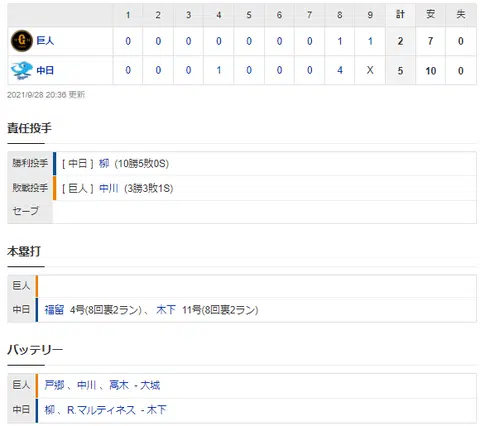 1 2 3 4 5 6 7 8 9 計 安 失
巨人 0 0 0 0 0 0 0 1 1 2 7 0
中日 0 0 0 1 0 0 0 4 X 5 10 0
2021/9/28 20:36 更新
責任投手
勝利投手 [ 中日 ] 柳 (10勝5敗0S)
敗戦投手 [ 巨人 ] 中川 (3勝3敗1S)
セーブ
本塁打
巨人
中日 福留 4号(8回裏2ラン) 、 木下 11号(8回裏2ラン)
バッテリー
巨人 戸郷 、中川 、高木 - 大城
中日 柳 、R.マルティネス - 木下